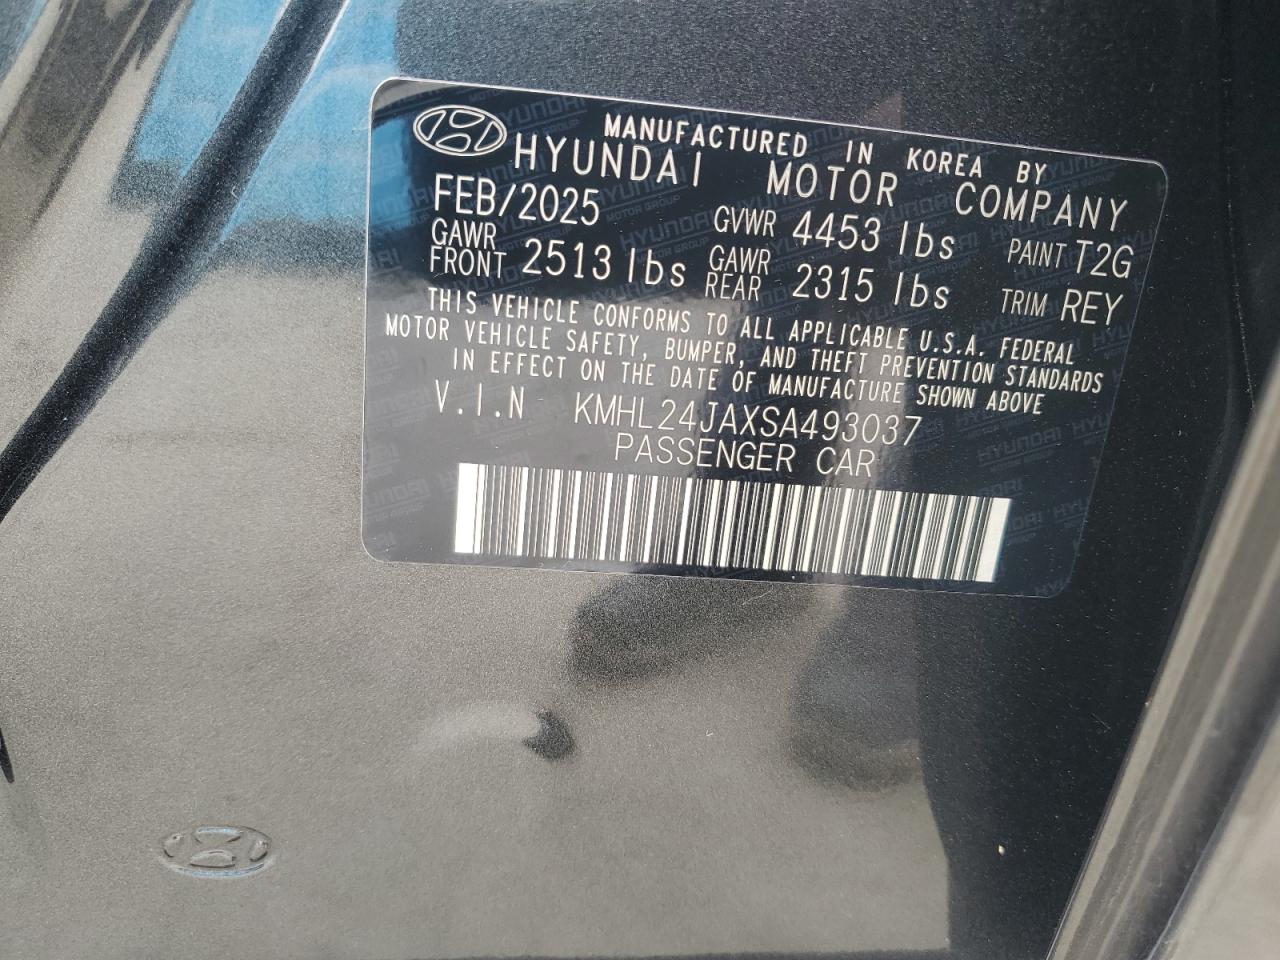 MANUFACTURED IN KOREA BY
HYUNDAI MOTOR COMPANY
FEB/2025 GVWR 4453 lbs PAINT T2G
GAWR FRONT 2513 lbs GAWR REAR 2315 lbs TRIM REY
THIS VEHICLE CONFORMS TO ALL APPLICABLE U.S.A. FEDERAL
MOTOR VEHICLE SAFETY, BUMPER, AND THEFT PREVENTION STANDARDS
IN EFFECT ON THE DATE OF MANUFACTURE SHOWN ABOVE
V.I.N KMHL24JAXSA493037
PASSENGER CAR